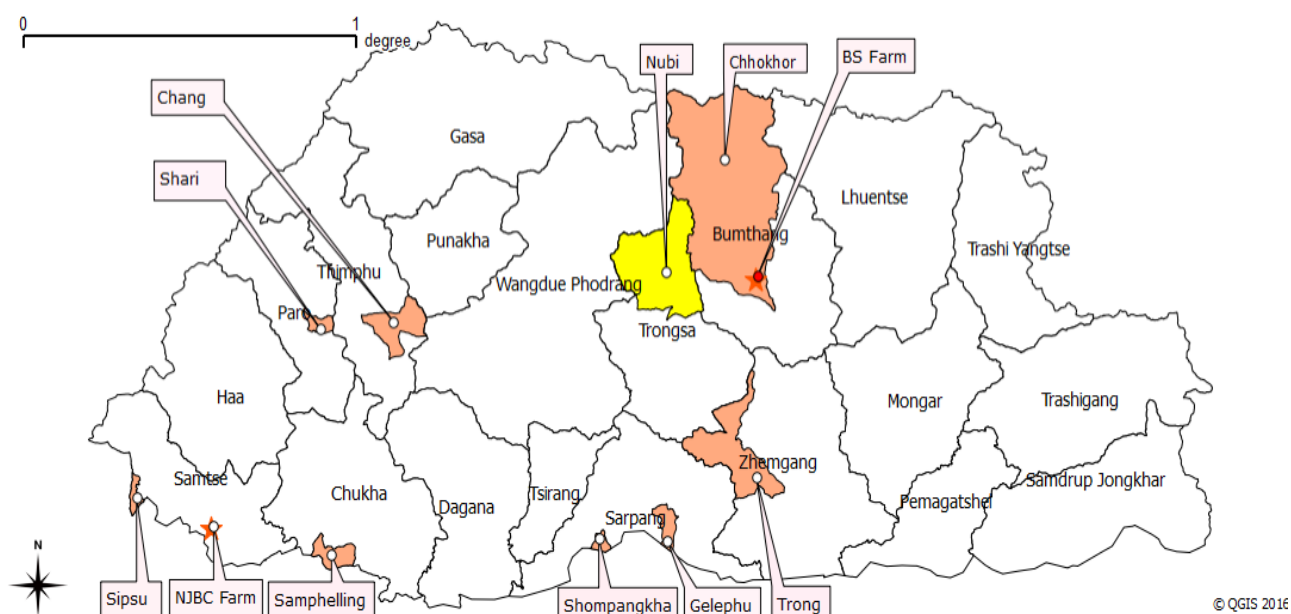 0 1
degree
Nubi
Chhokhor
BS Farm
Chang
Gasa
Shari
Lhuentse
Punakha
Bumthang
Trashi Yangtse
Thimphu
Wangdue Phodrang
Paro
Trongsa
Haa
Mongar
Trashigang
Zhemgang
Samtse
Chukha
Dagana
Tsirang
Pemagatshel
Samdrup Jongkhar
Sarpang
N
Sipsu
NJBC Farm
Samphelling
Shompangkha
Gelephu
Trong
© QGIS 2016